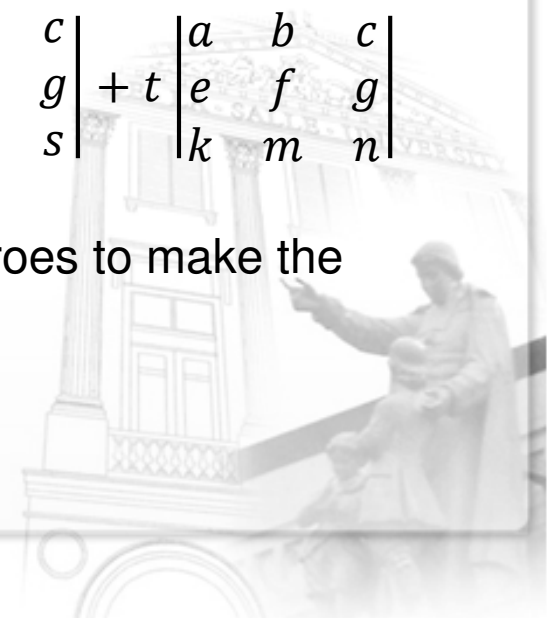 c| + t |a b c|
g| |e f g|
s| |k m n|
roes to make the